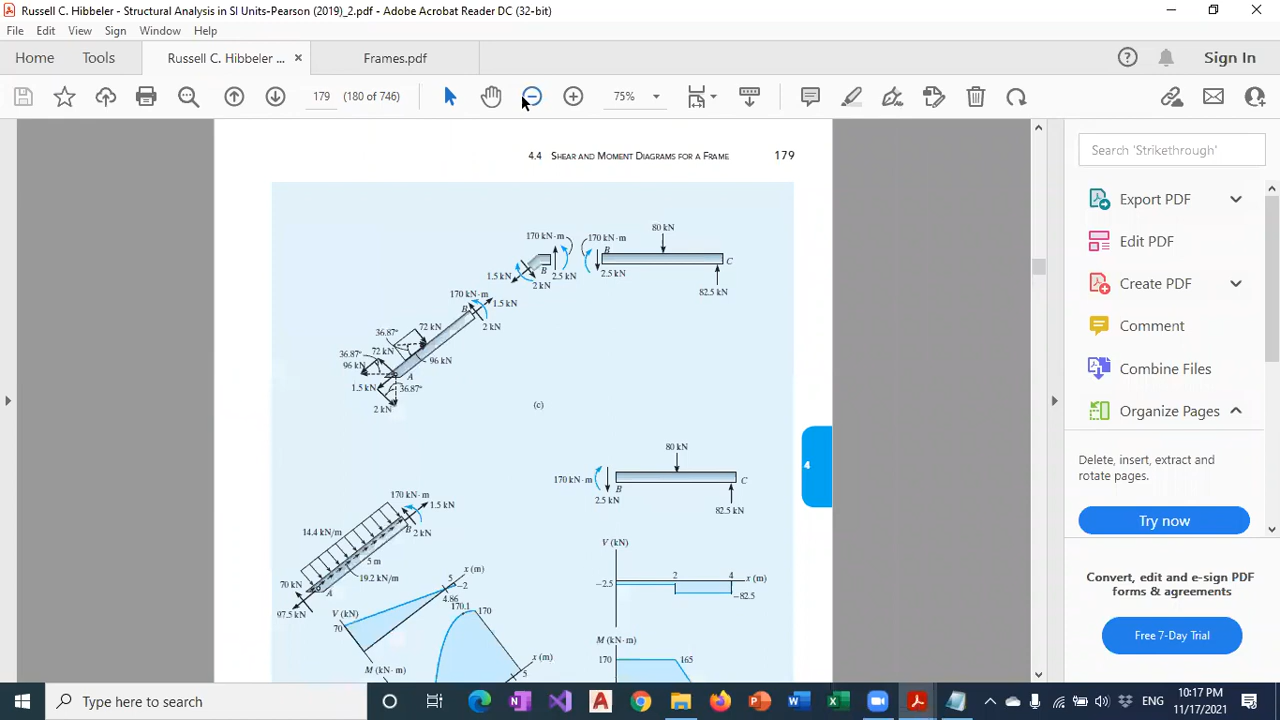 Russell C. Hibbeler - Structural Analysis in SI Units-Pearson (2019)_2.pdf - Adobe Acrobat Reader DC (32-bit)
File Edit View Sign Window Help
Home Tools Russell C. Hibbeler ... × Frames.pdf Sign In
179 (180 of 746) 75%
4.4 SHEAR AND MOMENT DIAGRAMS FOR A FRAME 179
Search 'Strikethrough'
Export PDF
Edit PDF
Create PDF
Comment
Combine Files
Organize Pages
Delete, insert, extract and
rotate pages.
Try now
Convert, edit and e-sign PDF
forms & agreements
Free 7-Day Trial
80 kN
170 kN·m 170 kN·m
B
C
1.5 kN B 2.5 kN 2.5 kN
2 kN
82.5 kN
170 kN·m
1.5 kN
B
2 kN
36.87° 72 kN
36.87° 72 kN
96 kN
96 kN
A
1.5 kN 36.87°
2 kN
(c)
4
80 kN
170 kN·m
B C
2.5 kN
82.5 kN
170 kN·m
1.5 kN
B
2 kN
14.4 kN/m
5 m
19.2 kN/m
70 kN
A
97.5 kN
V (kN)
−2.5
2 4 x (m)
−82.5
x (m)
5
−2
4.86
V (kN)
70
170.1 170
x (m)
5
M (kN·m)
M (kN·m)
170 165
Type here to search
ENG
10:17 PM
11/17/2021